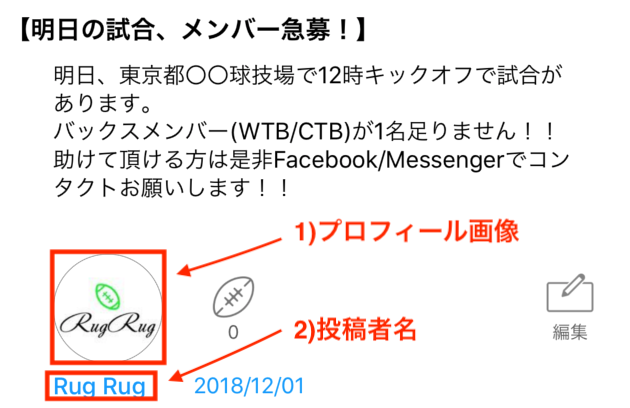 【明日の試合、メンバー急募！】
明日、東京都〇〇球技場で12時キックオフで試合が
あります。
バックスメンバー(WTB/CTB)が1名足りません！！
助けて頂ける方は是非Facebook/Messengerでコン
タクトお願いします！！
1)プロフィール画像
RugRug
0
編集
2)投稿者名
Rug Rug
2018/12/01